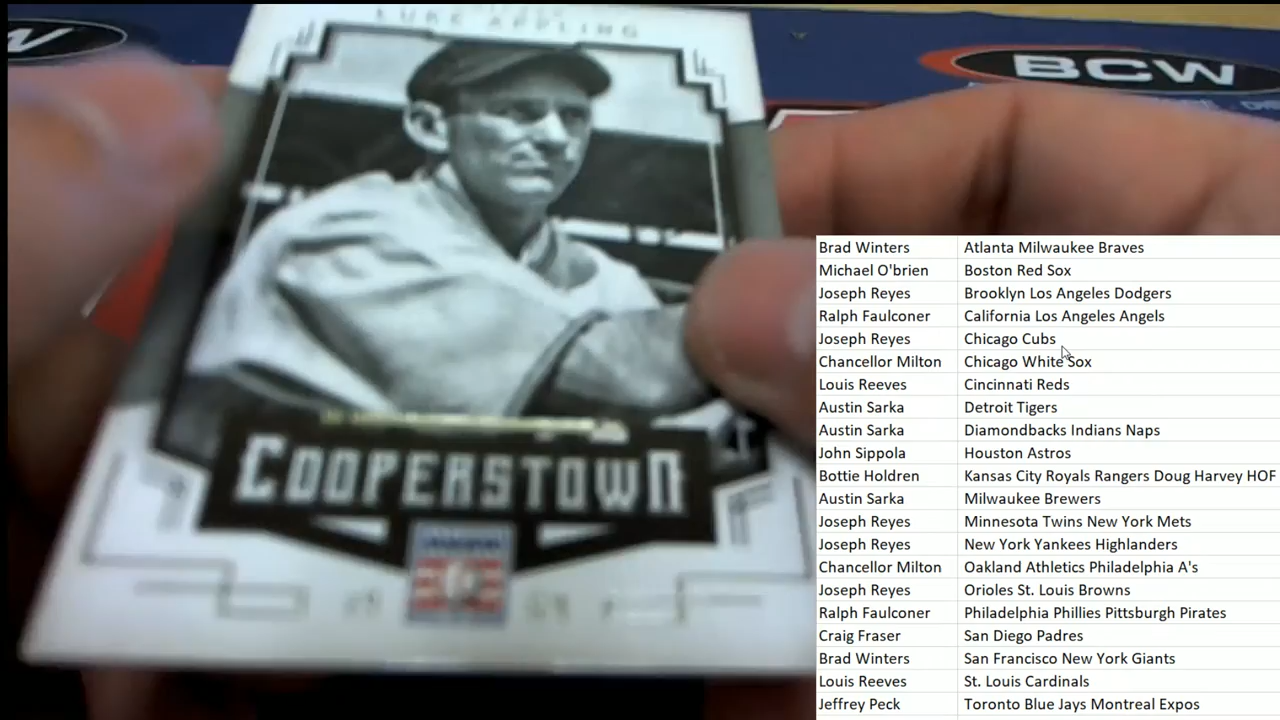 LUKE APPLING
W
BCW
COOPERSTOWN
Brad Winters Atlanta Milwaukee Braves
Michael O'brien Boston Red Sox
Joseph Reyes Brooklyn Los Angeles Dodgers
Ralph Faulconer California Los Angeles Angels
Joseph Reyes Chicago Cubs
Chancellor Milton Chicago White Sox
Louis Reeves Cincinnati Reds
Austin Sarka Detroit Tigers
Austin Sarka Diamondbacks Indians Naps
John Sippola Houston Astros
Bottie Holdren Kansas City Royals Rangers Doug Harvey HOF
Austin Sarka Milwaukee Brewers
Joseph Reyes Minnesota Twins New York Mets
Joseph Reyes New York Yankees Highlanders
Chancellor Milton Oakland Athletics Philadelphia A's
Joseph Reyes Orioles St. Louis Browns
Ralph Faulconer Philadelphia Phillies Pittsburgh Pirates
Craig Fraser San Diego Padres
Brad Winters San Francisco New York Giants
Louis Reeves St. Louis Cardinals
Jeffrey Peck Toronto Blue Jays Montreal Expos